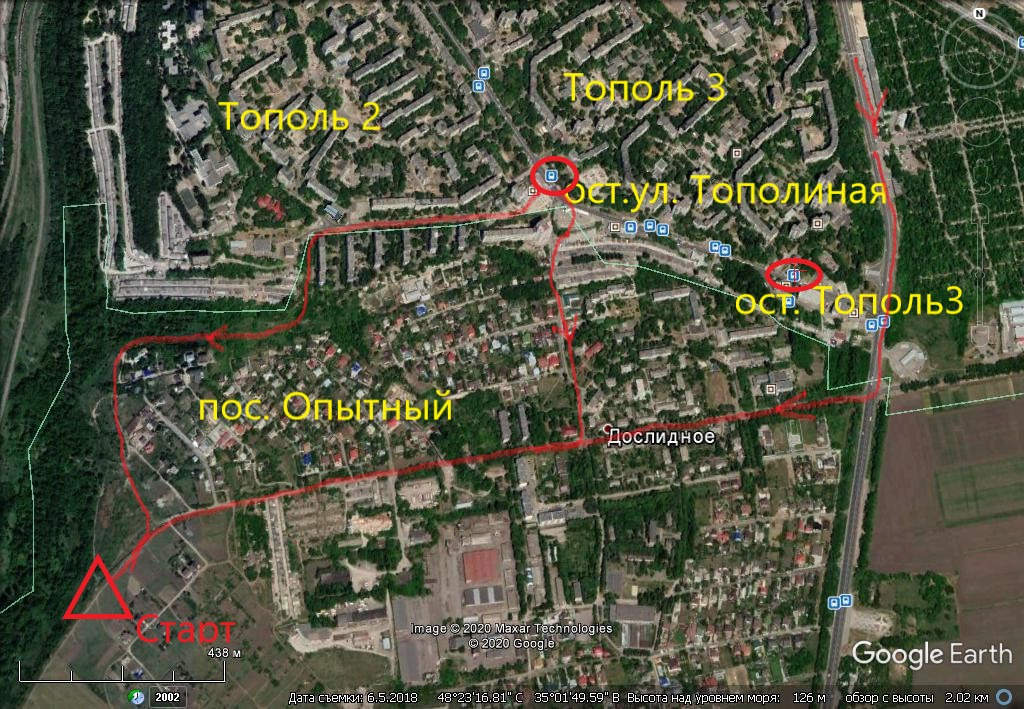 N
Тополь 2
Тополь 3
ост.ул. Тополиная
ост. Тополь3
пос. Опытный
Дослидное
Старт
438 м
Image © 2020 Maxar Technologies
© 2020 Google
Google Earth
2002
Дата съемки: 6.5.2018 48°23'16.81" С 35°01'49.59" В Высота над уровнем моря: 126 м обзор с высоты 2.02 км